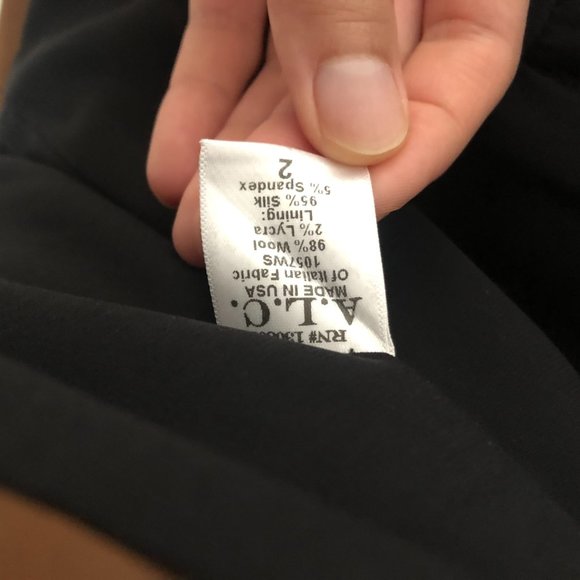 RN#
A.L.C.
MADE IN USA
Of Italian Fabric
1057WS
98% Wool
2% Lycra
Lining:
95% Silk
5% Spandex
2